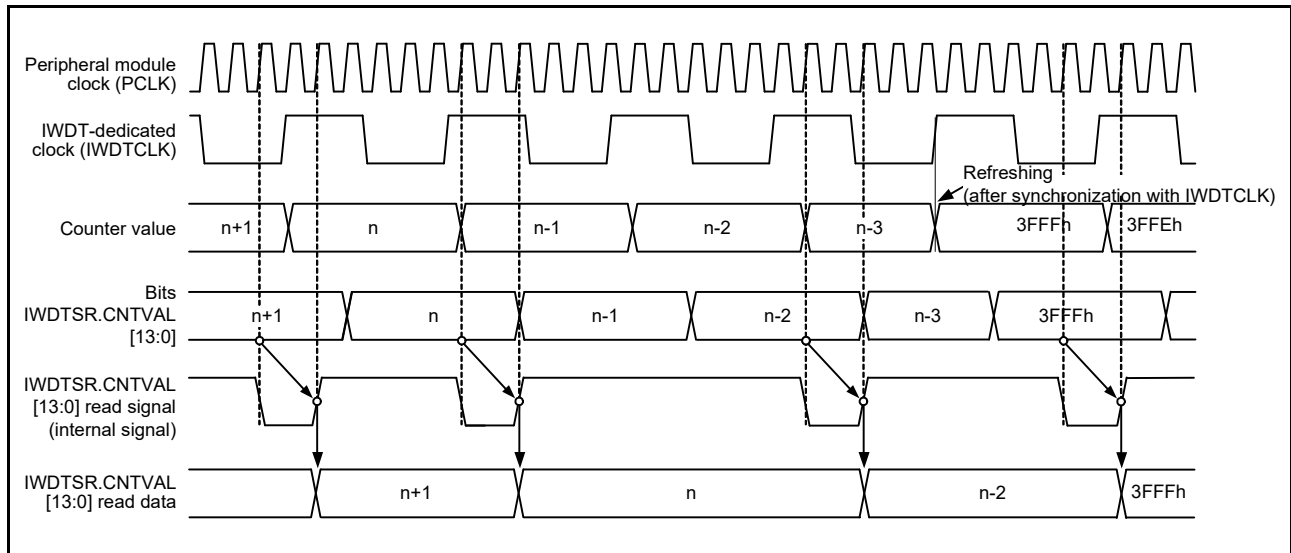 Peripheral module
clock (PCLK)
IWDT-dedicated
clock (IWDTCLK)
Refreshing
(after synchronization with IWDTCLK)
Counter value
n+1
n
n-1
n-2
n-3
3FFFh
3FFEh
Bits
IWDTSR.CNTVAL
[13:0]
n+1
n
n-1
n-2
n-3
3FFFh
IWDTSR.CNTVAL
[13:0] read signal
(internal signal)
IWDTSR.CNTVAL
[13:0] read data
n+1
n
n-2
3FFFh